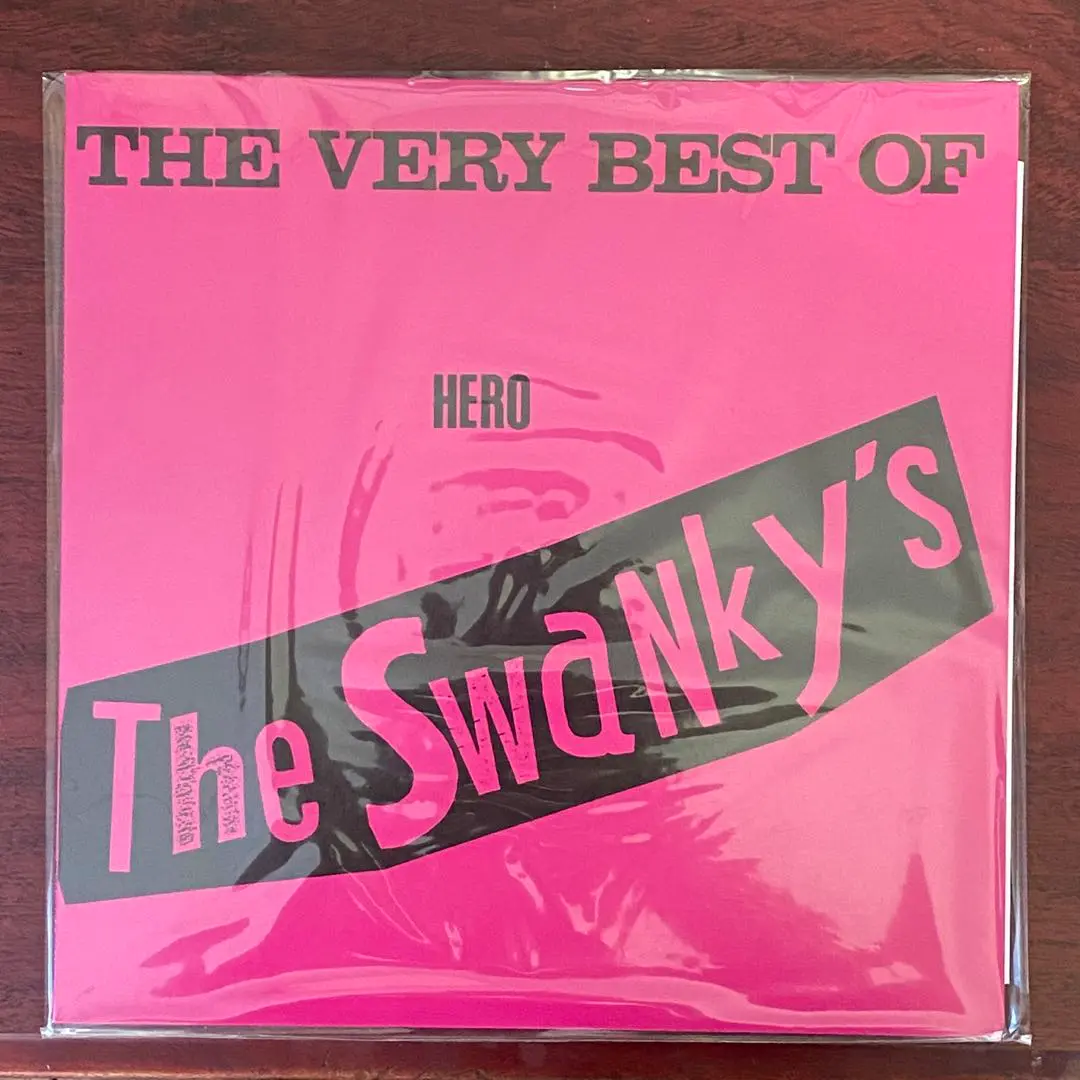 THE VERY BEST OF
HERO
The SwaNky's